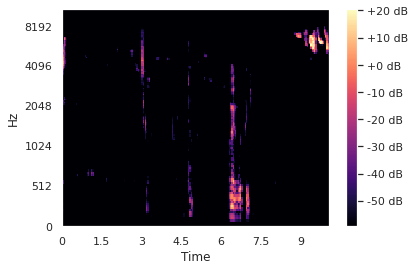 8192
4096
2048
1024
512
0
Hz
0 1.5 3 4.5 6 7.5 9
Time
+20 dB
+10 dB
+0 dB
-10 dB
-20 dB
-30 dB
-40 dB
-50 dB